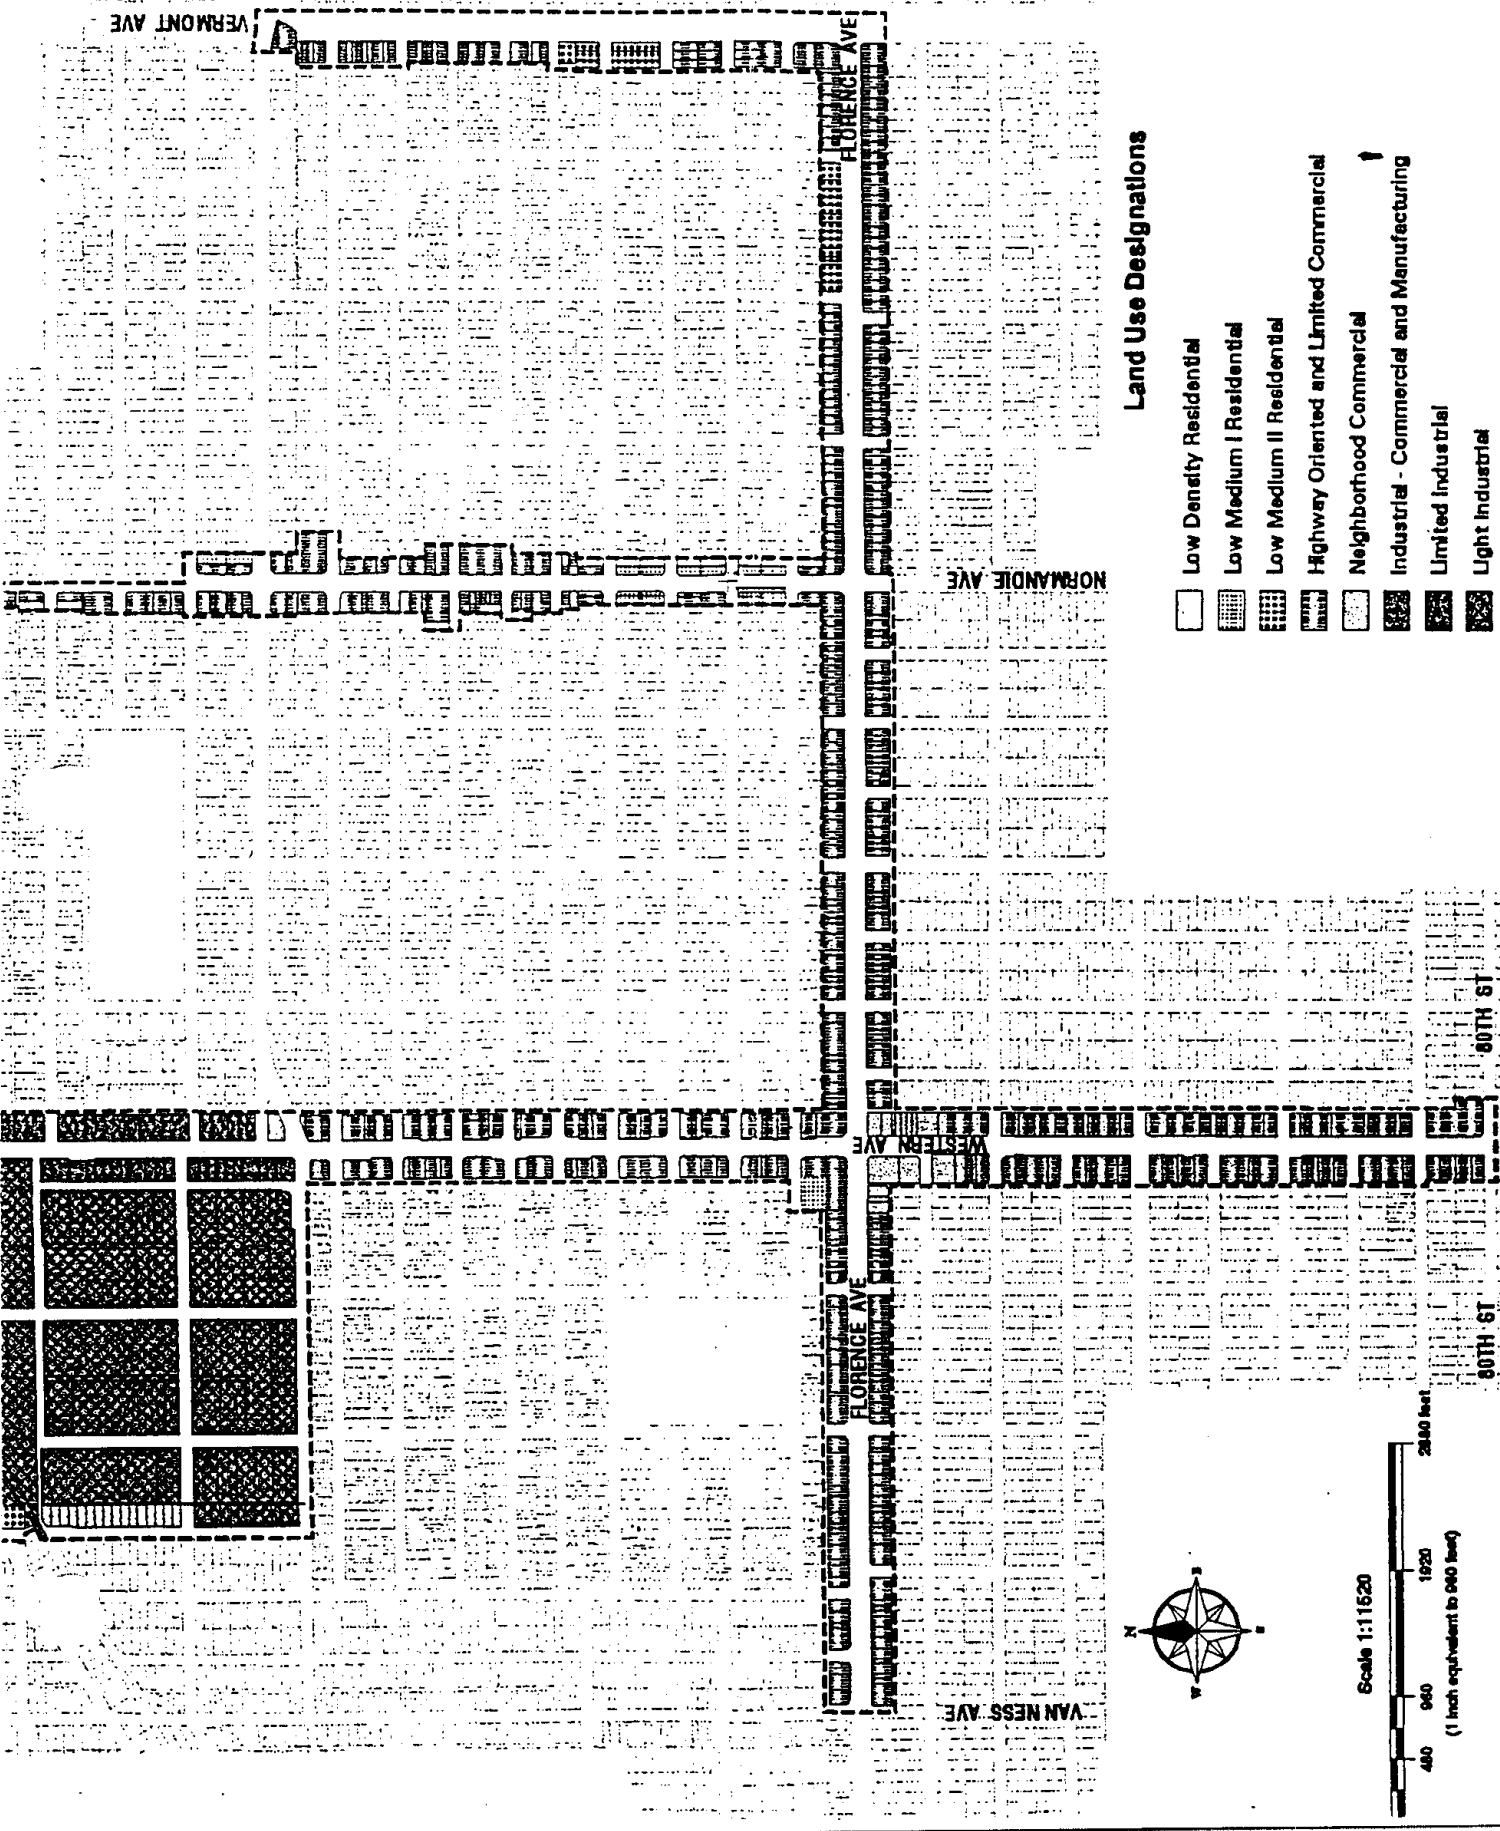 VERMONT AVE
FLORENCE AVE
NORMANDIE AVE
WESTERN AVE
FLORENCE AVE
VAN NESS AVE
80TH ST
80TH ST
Land Use Designations
Low Density Residential
Low Medium I Residential
Low Medium II Residential
Highway Oriented and Limited Commercial
Neighborhood Commercial
Industrial - Commercial and Manufacturing
Limited Industrial
Light Industrial
N
W
E
S
Scale 1:11520
480 960 1920 2880 feet
(1 inch equivalent to 960 feet)